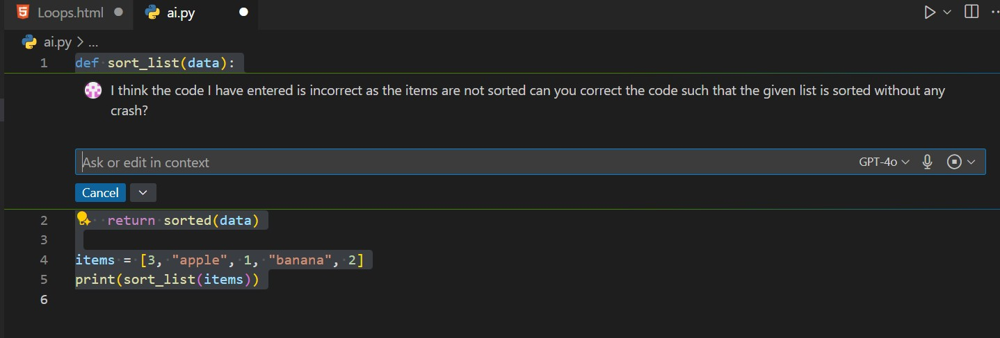 Loops.html
ai.py
ai.py > ...
1 def sort_list(data):
I think the code I have entered is incorrect as the items are not sorted can you correct the code such that the given list is sorted without any
crash?
Ask or edit in context GPT-4o
Cancel
2 return sorted(data)
3
4 items = [3, "apple", 1, "banana", 2]
5 print(sort_list(items))
6